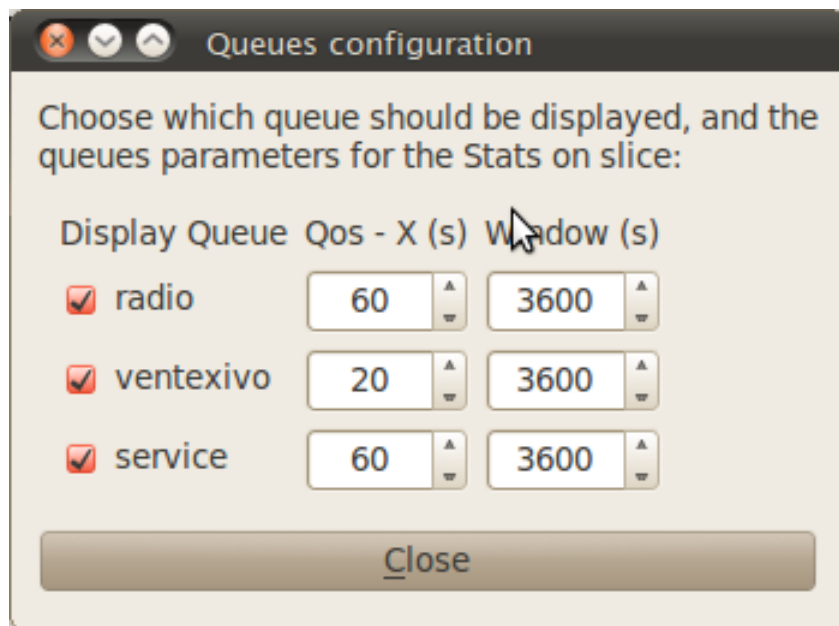 Queues configuration
Choose which queue should be displayed, and the
queues parameters for the Stats on slice:
Display Queue Qos - X (s) Window (s)
radio 60 3600
ventexivo 20 3600
service 60 3600
Close